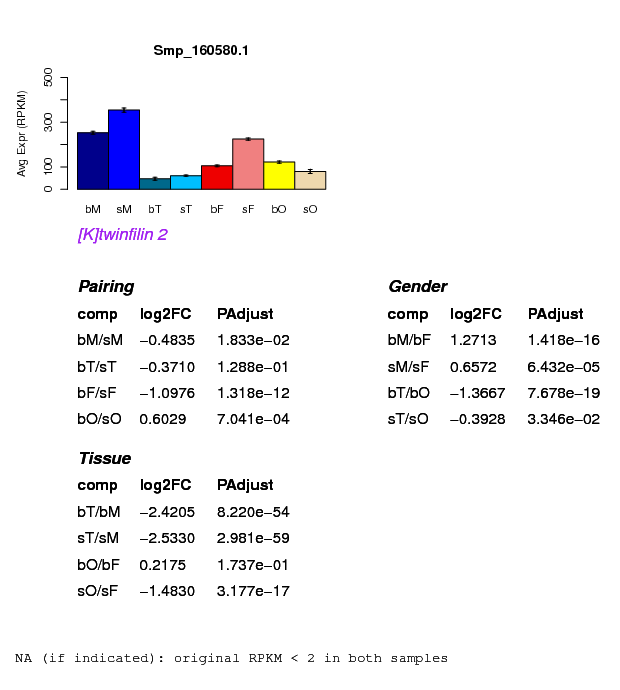 Smp_160580.1
Avg Expr (RPKM)
500
300
100
0
bM sM bT sT bF sF bO sO
[K]twinfilin 2
Pairing
comp log2FC PAdjust
bM/sM −0.4835 1.833e−02
bT/sT −0.3710 1.288e−01
bF/sF −1.0976 1.318e−12
bO/sO 0.6029 7.041e−04
Gender
comp log2FC PAdjust
bM/bF 1.2713 1.418e−16
sM/sF 0.6572 6.432e−05
bT/bO −1.3667 7.678e−19
sT/sO −0.3928 3.346e−02
Tissue
comp log2FC PAdjust
bT/bM −2.4205 8.220e−54
sT/sM −2.5330 2.981e−59
bO/bF 0.2175 1.737e−01
sO/sF −1.4830 3.177e−17
NA (if indicated): original RPKM < 2 in both samples